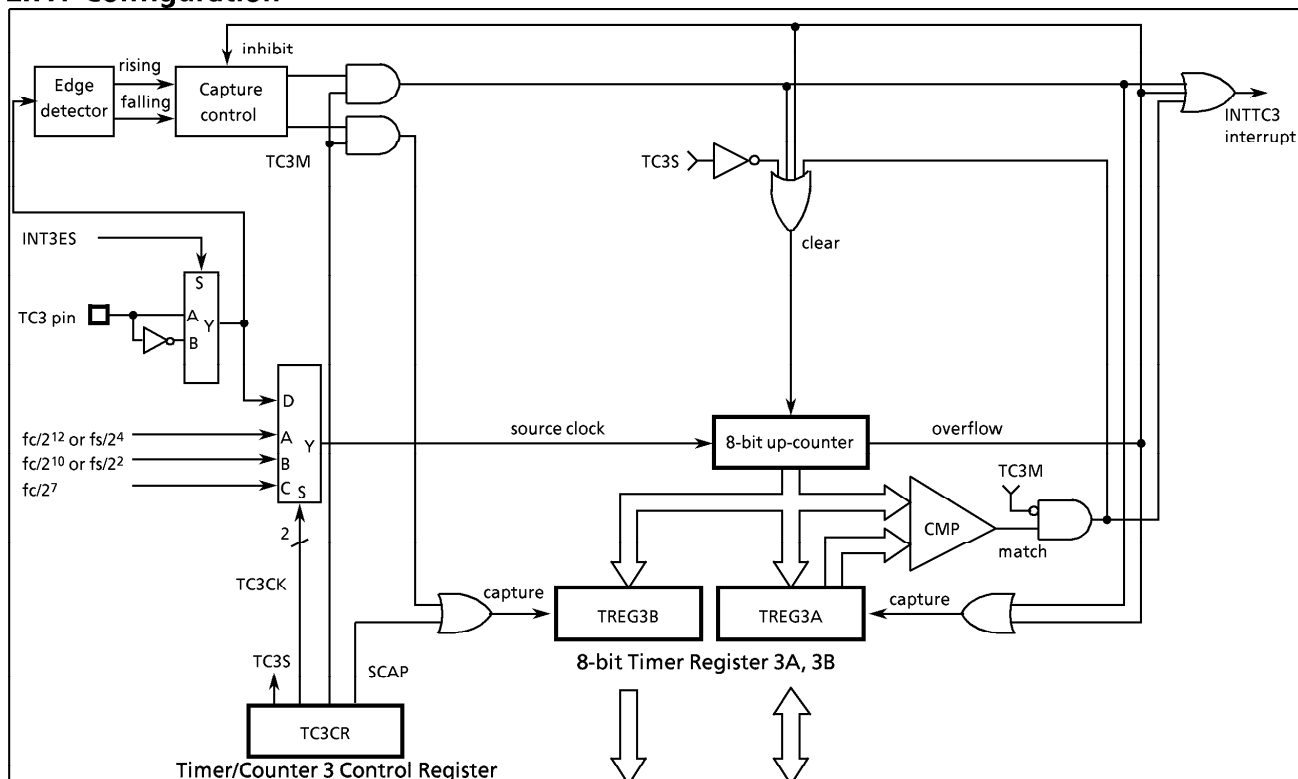 inhibit
rising
Edge
detector
falling
Capture
control
TC3M
TC3S
INTTC3
interrupt
clear
INT3ES
S
TC3 pin
A
Y
B
D
fc/2¹² or fs/2⁴
A
Y
source clock
8-bit up-counter
overflow
fc/2¹⁰ or fs/2²
B
fc/2⁷
C
S
TC3M
2
CMP
match
TC3CK
capture
TREG3B
TREG3A
capture
8-bit Timer Register 3A, 3B
TC3S
SCAP
TC3CR
Timer/Counter 3 Control Register